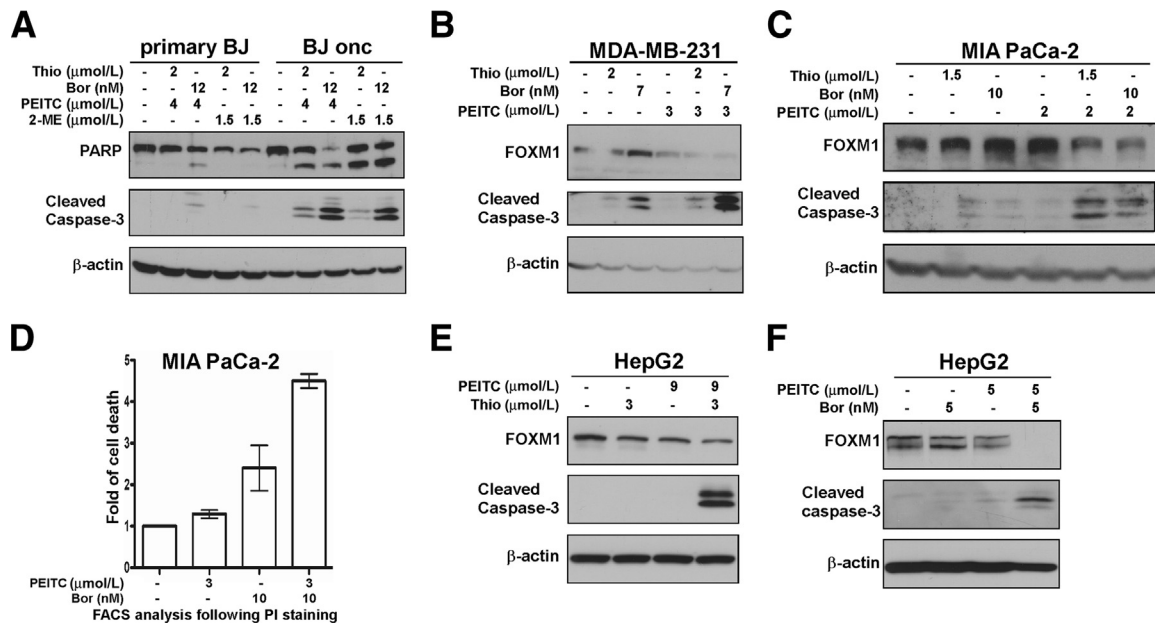 A
primary BJ BJ onc
Thio (μmol/L) - 2 - 2 - - 2 - 2 -
Bor (nM) - - 12 - 12 - - 12 - 12
PEITC (μmol/L) - 4 4 - - - 4 4 - -
2-ME (μmol/L) - - - 1.5 1.5 - - - 1.5 1.5
PARP
Cleaved
Caspase-3
β-actin
B
MDA-MB-231
Thio (μmol/L) - 2 - - 2 -
Bor (nM) - - 7 - - 7
PEITC (μmol/L) - - - 3 3 3
FOXM1
Cleaved
Caspase-3
β-actin
C
MIA PaCa-2
Thio (μmol/L) - 1.5 - - 1.5 -
Bor (nM) - - 10 - - 10
PEITC (μmol/L) - - - 2 2 2
FOXM1
Cleaved
Caspase-3
β-actin
D
MIA PaCa-2
Fold of cell death
5
4
3
2
1
0
PEITC (μmol/L) - 3 - 3
Bor (nM) - - 10 10
FACS analysis following PI staining
E
HepG2
PEITC (μmol/L) - - 9 9
Thio (μmol/L) - 3 - 3
FOXM1
Cleaved
Caspase-3
β-actin
F
HepG2
PEITC (μmol/L) - - 5 5
Bor (nM) - 5 - 5
FOXM1
Cleaved
caspase-3
β-actin